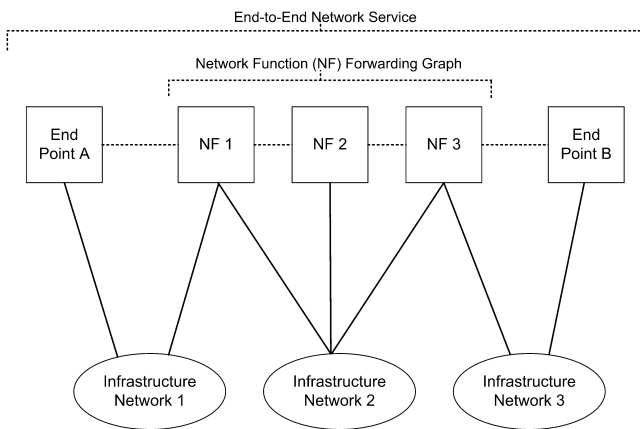 End-to-End Network Service
Network Function (NF) Forwarding Graph
End
Point A
NF 1
NF 2
NF 3
End
Point B
Infrastructure
Network 1
Infrastructure
Network 2
Infrastructure
Network 3